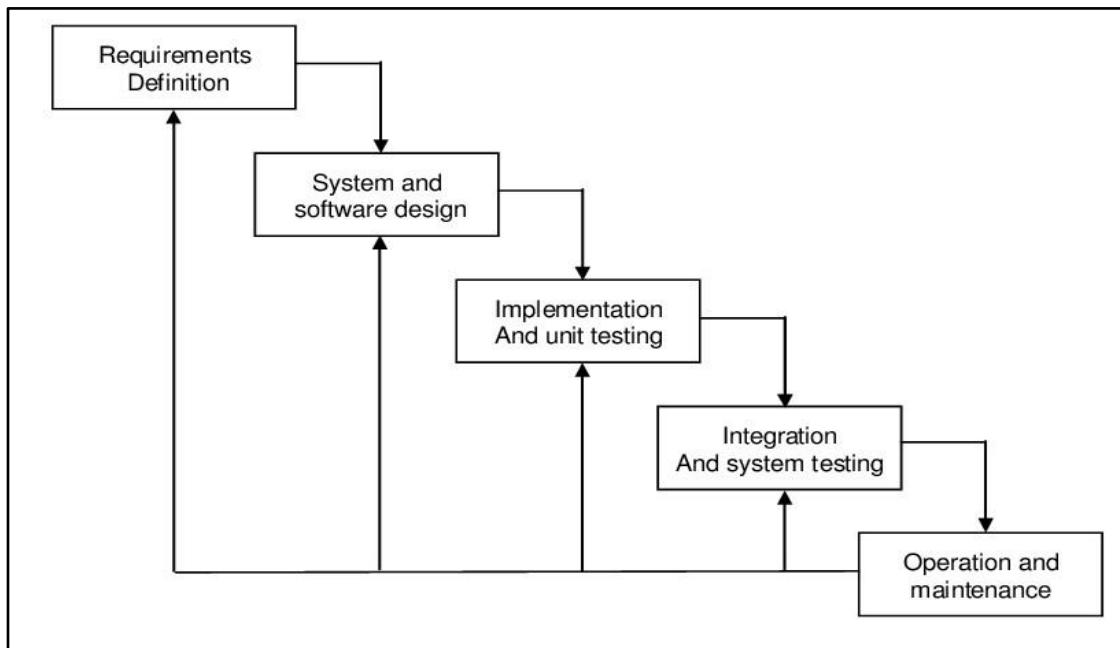 Requirements
Definition
System and
software design
Implementation
And unit testing
Integration
And system testing
Operation and
maintenance